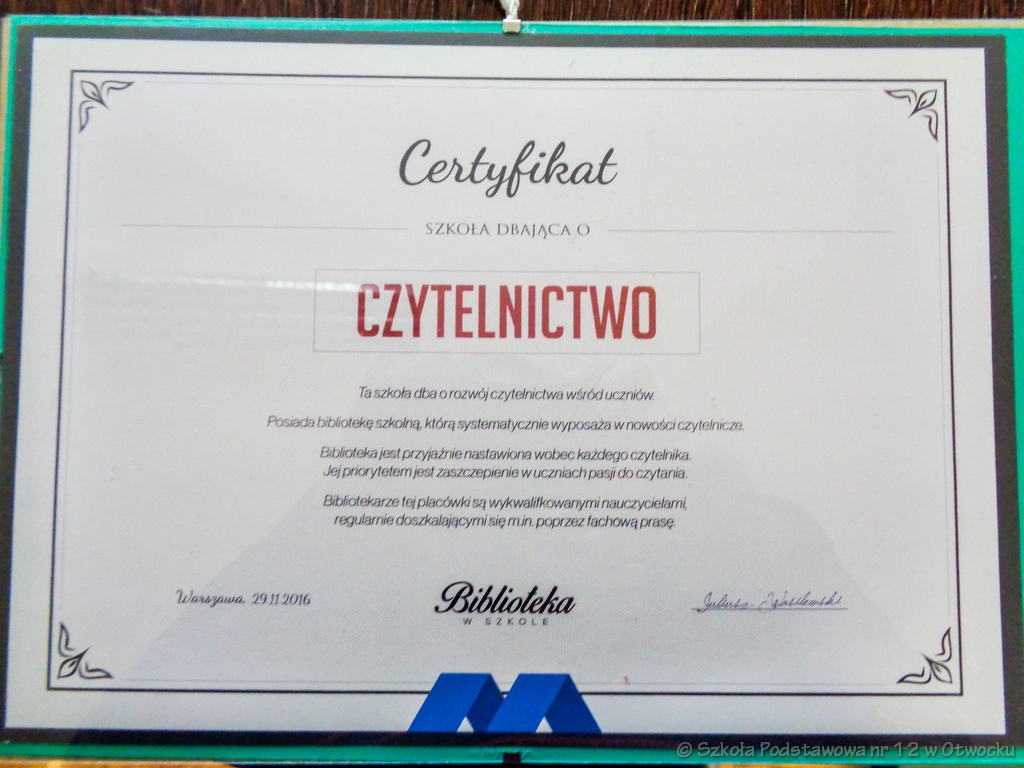 Certyfikat
SZKOŁA DBAJĄCA O
CZYTELNICTWO
Ta szkoła dba o rozwój czytelnictwa wśród uczniów.
Posiada bibliotekę szkolną, którą systematycznie wyposaża w nowości czytelnicze.
Biblioteka jest przyjaźnie nastawiona wobec każdego czytelnika.
Jej priorytetem jest zaszczepienie w uczniach pasji do czytania.
Bibliotekarze tej placówki są wykwalifkowanymi nauczycielami,
regularnie doszkalającymi się m.in. poprzez fachową prasę.
Warszawa, 29.11.2016
Biblioteka
W SZKOLE
Juliusz Wasilewski
© Szkoła Podstawowa nr 12 w Otwocku